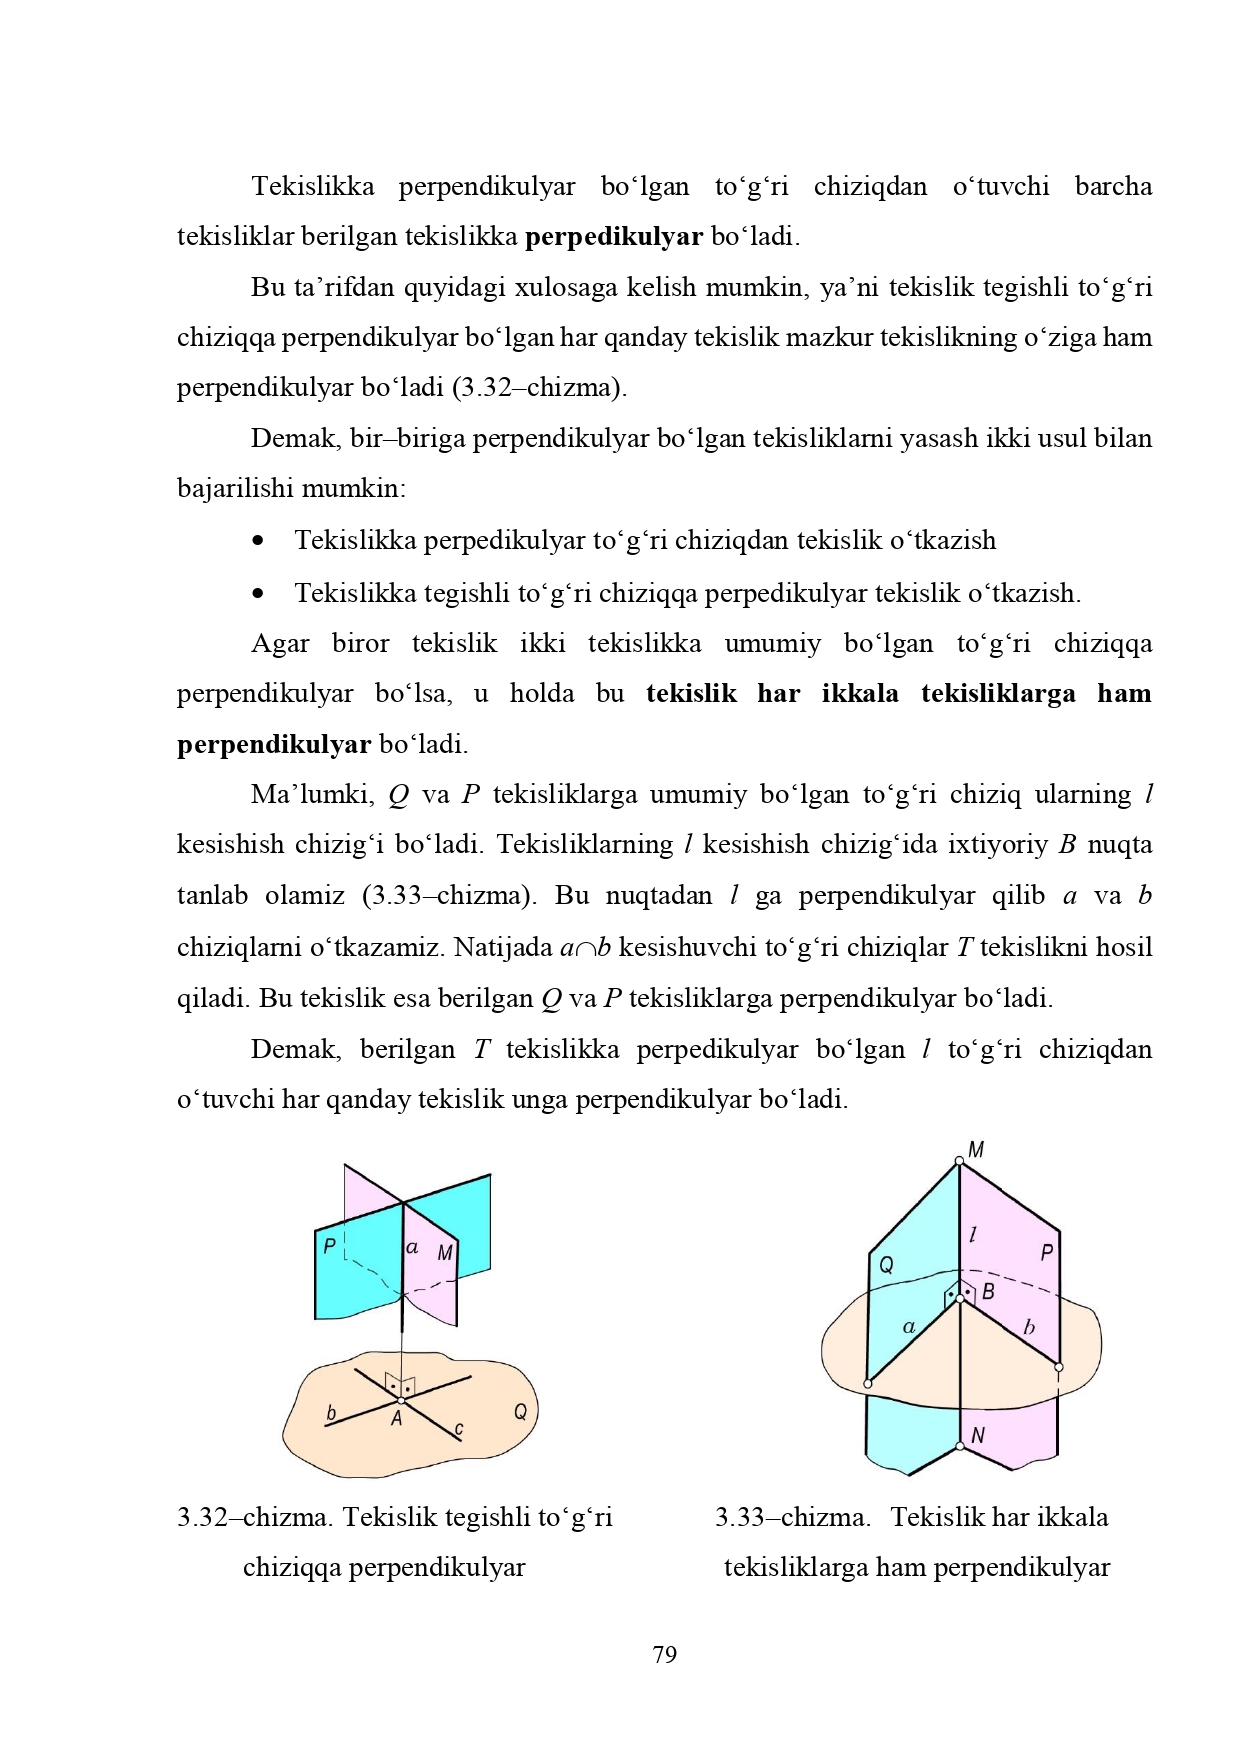 Tekislikka perpendikulyar bo‘lgan to‘g‘ri chiziqdan o‘tuvchi barcha
tekisliklar berilgan tekislikka perpedikulyar bo‘ladi.
Bu ta’rifdan quyidagi xulosaga kelish mumkin, ya’ni tekislik tegishli to‘g‘ri
chiziqqa perpendikulyar bo‘lgan har qanday tekislik mazkur tekislikning o‘ziga ham
perpendikulyar bo‘ladi (3.32–chizma).
Demak, bir–biriga perpendikulyar bo‘lgan tekisliklarni yasash ikki usul bilan
bajarilishi mumkin:
• Tekislikka perpedikulyar to‘g‘ri chiziqdan tekislik o‘tkazish
• Tekislikka tegishli to‘g‘ri chiziqqa perpedikulyar tekislik o‘tkazish.
Agar biror tekislik ikki tekislikka umumiy bo‘lgan to‘g‘ri chiziqqa
perpendikulyar bo‘lsa, u holda bu tekislik har ikkala tekisliklarga ham
perpendikulyar bo‘ladi.
Ma’lumki, Q va P tekisliklarga umumiy bo‘lgan to‘g‘ri chiziq ularning l
kesishish chizig‘i bo‘ladi. Tekisliklarning l kesishish chizig‘ida ixtiyoriy B nuqta
tanlab olamiz (3.33–chizma). Bu nuqtadan l ga perpendikulyar qilib a va b
chiziqlarni o‘tkazamiz. Natijada a∩b kesishuvchi to‘g‘ri chiziqlar T tekislikni hosil
qiladi. Bu tekislik esa berilgan Q va P tekisliklarga perpendikulyar bo‘ladi.
Demak, berilgan T tekislikka perpedikulyar bo‘lgan l to‘g‘ri chiziqdan
o‘tuvchi har qanday tekislik unga perpendikulyar bo‘ladi.
P a M
b A c Q
M
l
Q P
B
a b
N
3.32–chizma. Tekislik tegishli to‘g‘ri
chiziqqa perpendikulyar
3.33–chizma. Tekislik har ikkala
tekisliklarga ham perpendikulyar
79